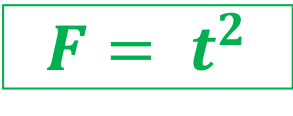 F = t²